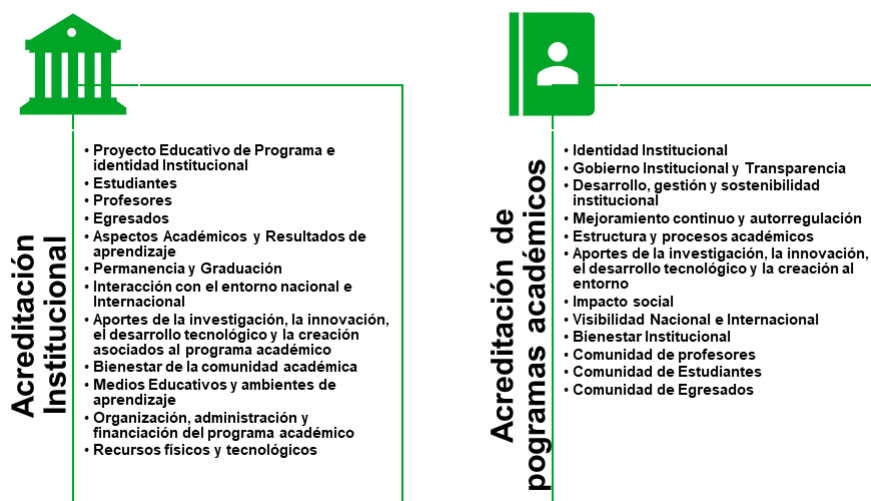 Acreditación
Institucional
• Proyecto Educativo de Programa e
identidad Institucional
• Estudiantes
• Profesores
• Egresados
• Aspectos Académicos y Resultados de
aprendizaje
• Permanencia y Graduación
• Interacción con el entorno nacional e
Internacional
• Aportes de la investigación, la innovación,
el desarrollo tecnológico y la creación
asociados al programa académico
• Bienestar de la comunidad académica
• Medios Educativos y ambientes de
aprendizaje
• Organización, administración y
financiación del programa académico
• Recursos físicos y tecnológicos
Acreditación de
pogramas académicos
• Identidad Institucional
• Gobierno Institucional y Transparencia
• Desarrollo, gestión y sostenibilidad
institucional
• Mejoramiento continuo y autorregulación
• Estructura y procesos académicos
• Aportes de la investigación, la innovación,
el desarrollo tecnológico y la creación al
entorno
• Impacto social
• Visibilidad Nacional e Internacional
• Bienestar Institucional
• Comunidad de profesores
• Comunidad de Estudiantes
• Comunidad de Egresados